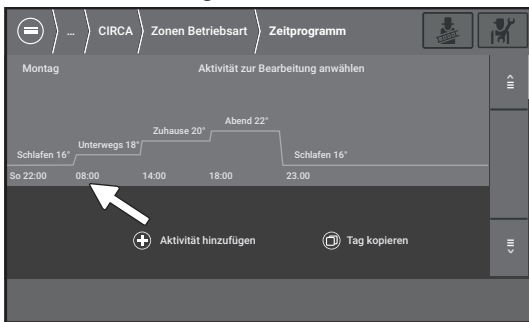 ... CIRCA Zonen Betriebsart Zeitprogramm
Montag Aktivität zur Bearbeitung anwählen
Abend 22°
Zuhause 20°
Unterwegs 18°
Schlafen 16° Schlafen 16°
So 22:00 08:00 14:00 18:00 23.00
Aktivität hinzufügen Tag kopieren